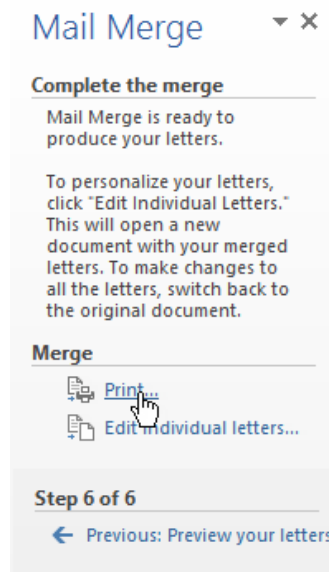 Mail Merge
Complete the merge
Mail Merge is ready to
produce your letters.
To personalize your letters,
click "Edit Individual Letters."
This will open a new
document with your merged
letters. To make changes to
all the letters, switch back to
the original document.
Merge
Print...
Edit individual letters...
Step 6 of 6
Previous: Preview your letters